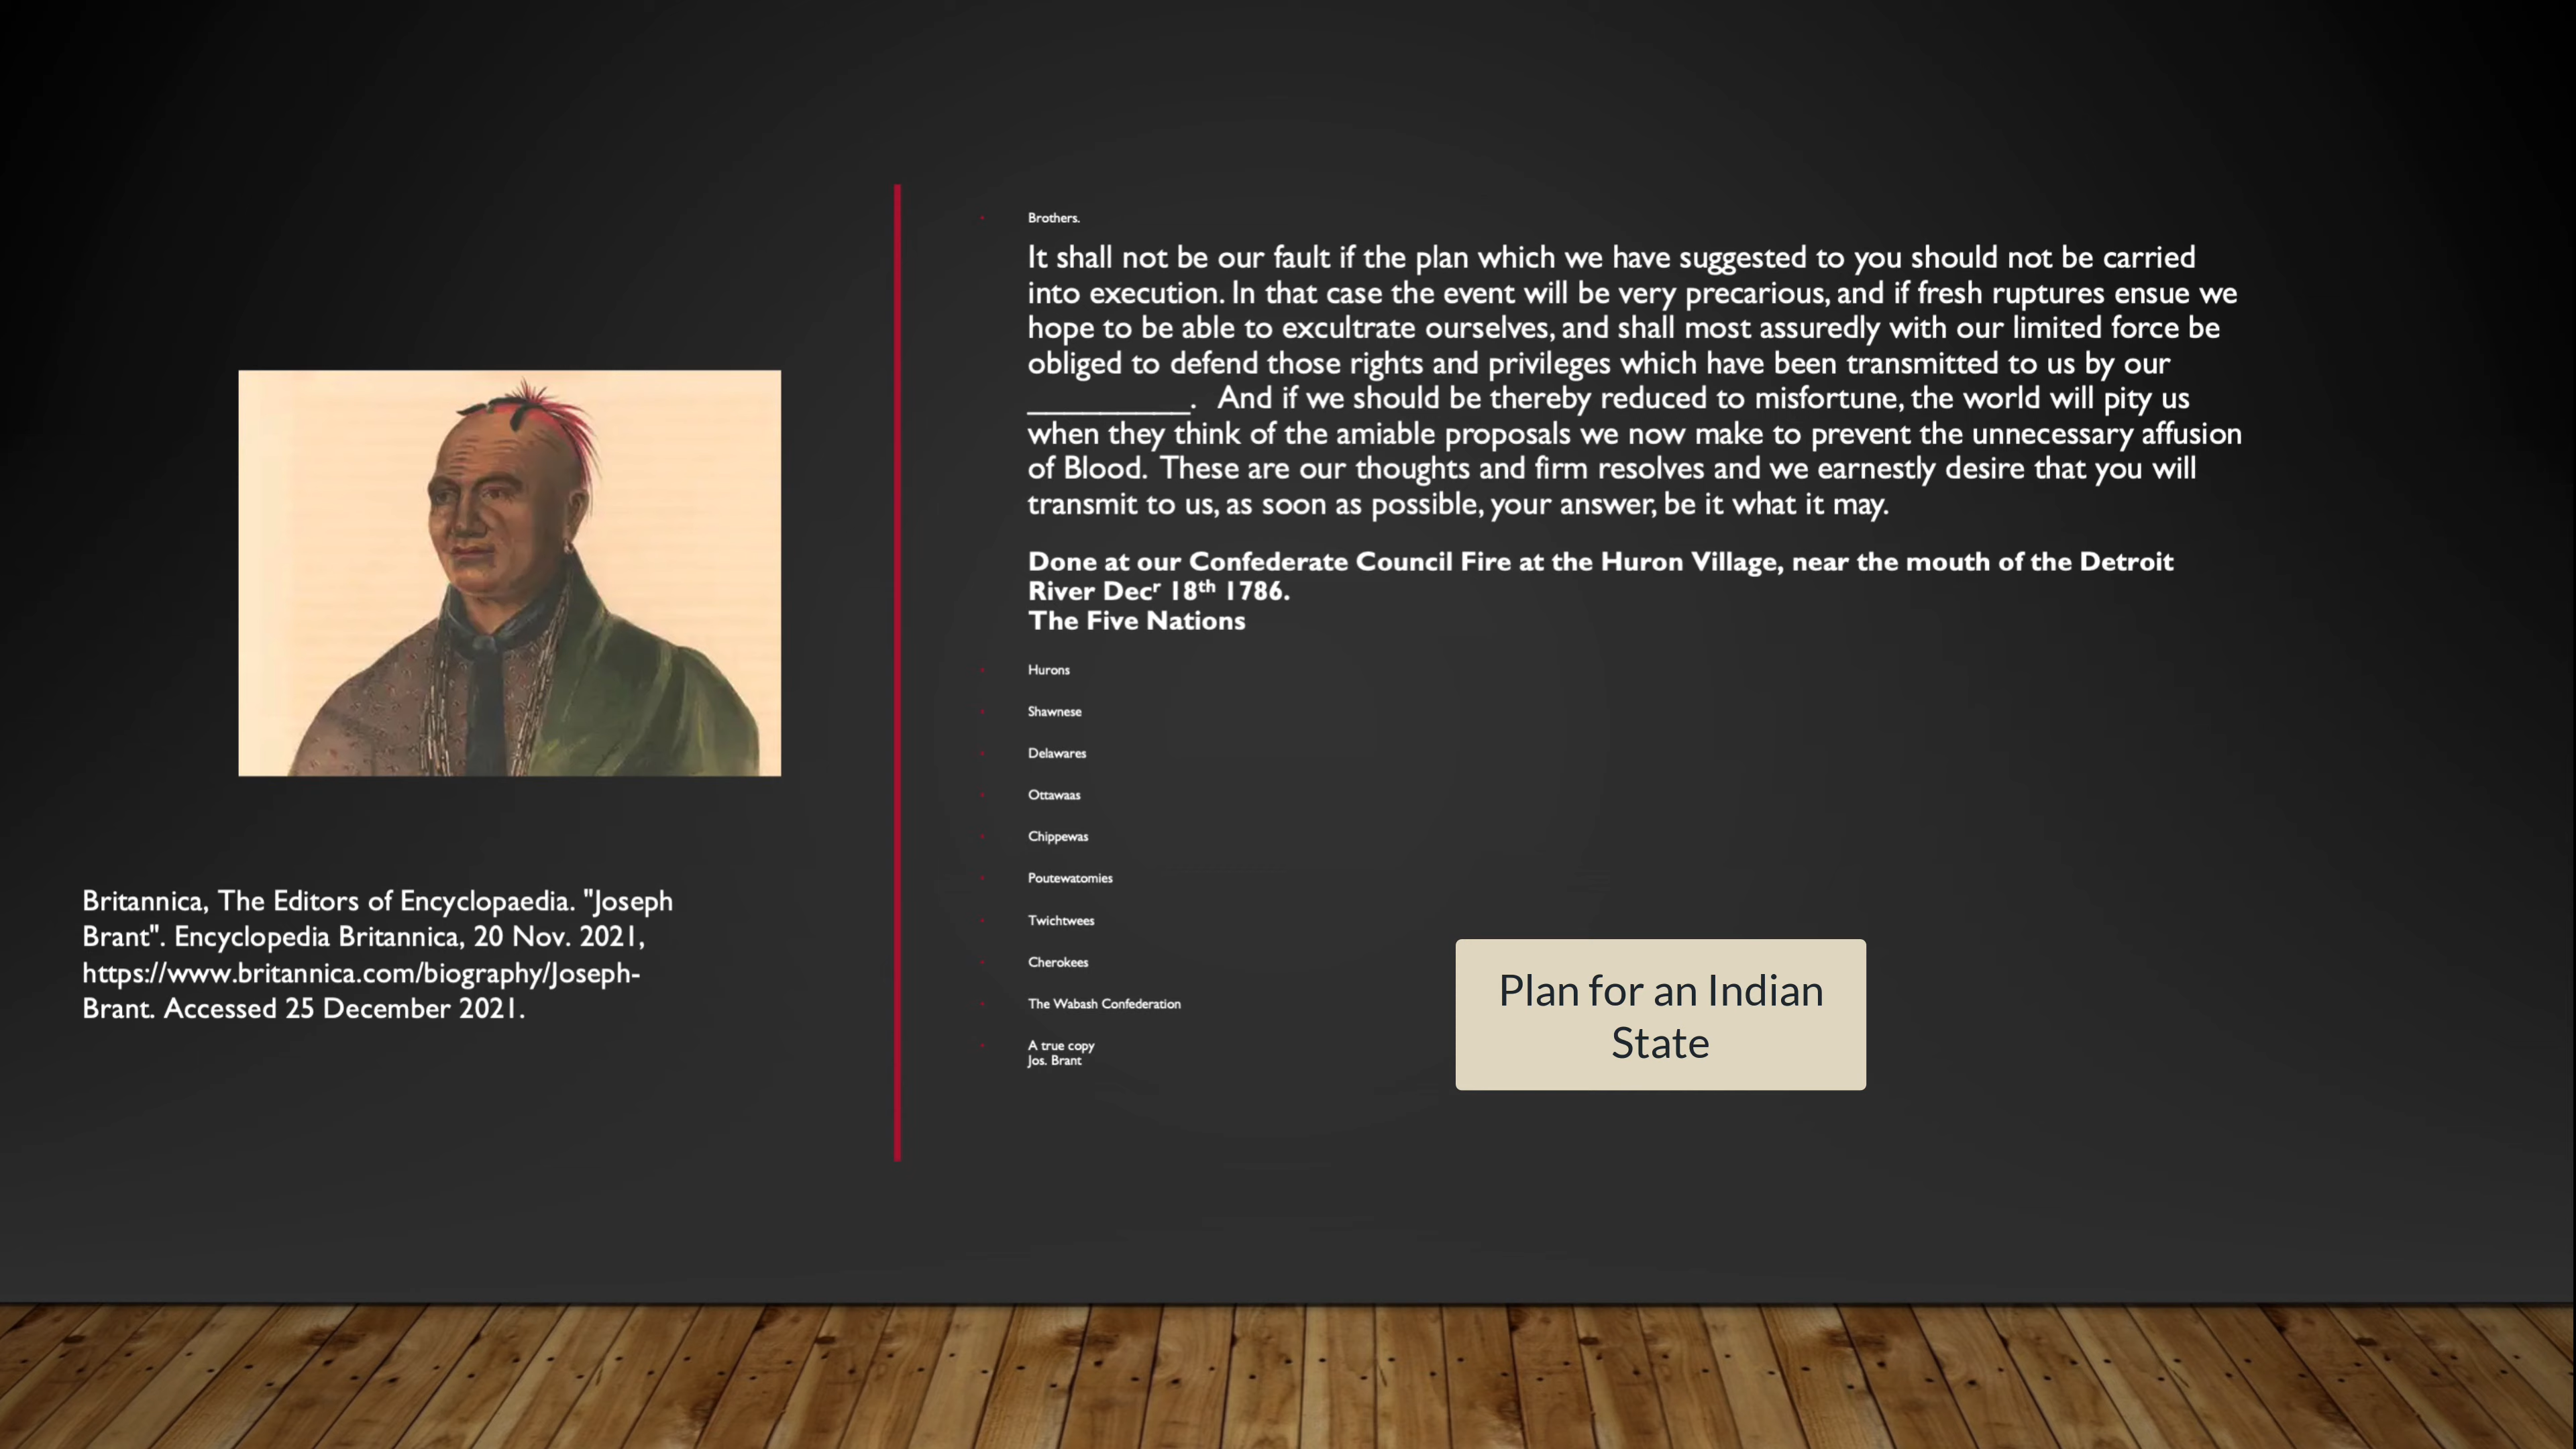 Brothers.
It shall not be our fault if the plan which we have suggested to you should not be carried
into execution. In that case the event will be very precarious, and if fresh ruptures ensue we
hope to be able to excultrate ourselves, and shall most assuredly with our limited force be
obliged to defend those rights and privileges which have been transmitted to us by our
__________. And if we should be thereby reduced to misfortune, the world will pity us
when they think of the amiable proposals we now make to prevent the unnecessary affusion
of Blood. These are our thoughts and firm resolves and we earnestly desire that you will
transmit to us, as soon as possible, your answer, be it what it may.
Done at our Confederate Council Fire at the Huron Village, near the mouth of the Detroit
River Decʳ 18ᵗʰ 1786.
The Five Nations
Hurons
Shawnese
Delawares
Ottawaas
Chippewas
Poutewatomies
Twichtwees
Cherokees
The Wabash Confederation
A true copy
Jos. Brant
Britannica, The Editors of Encyclopaedia. "Joseph
Brant". Encyclopedia Britannica, 20 Nov. 2021,
https://www.britannica.com/biography/Joseph-
Brant. Accessed 25 December 2021.
Plan for an Indian
State